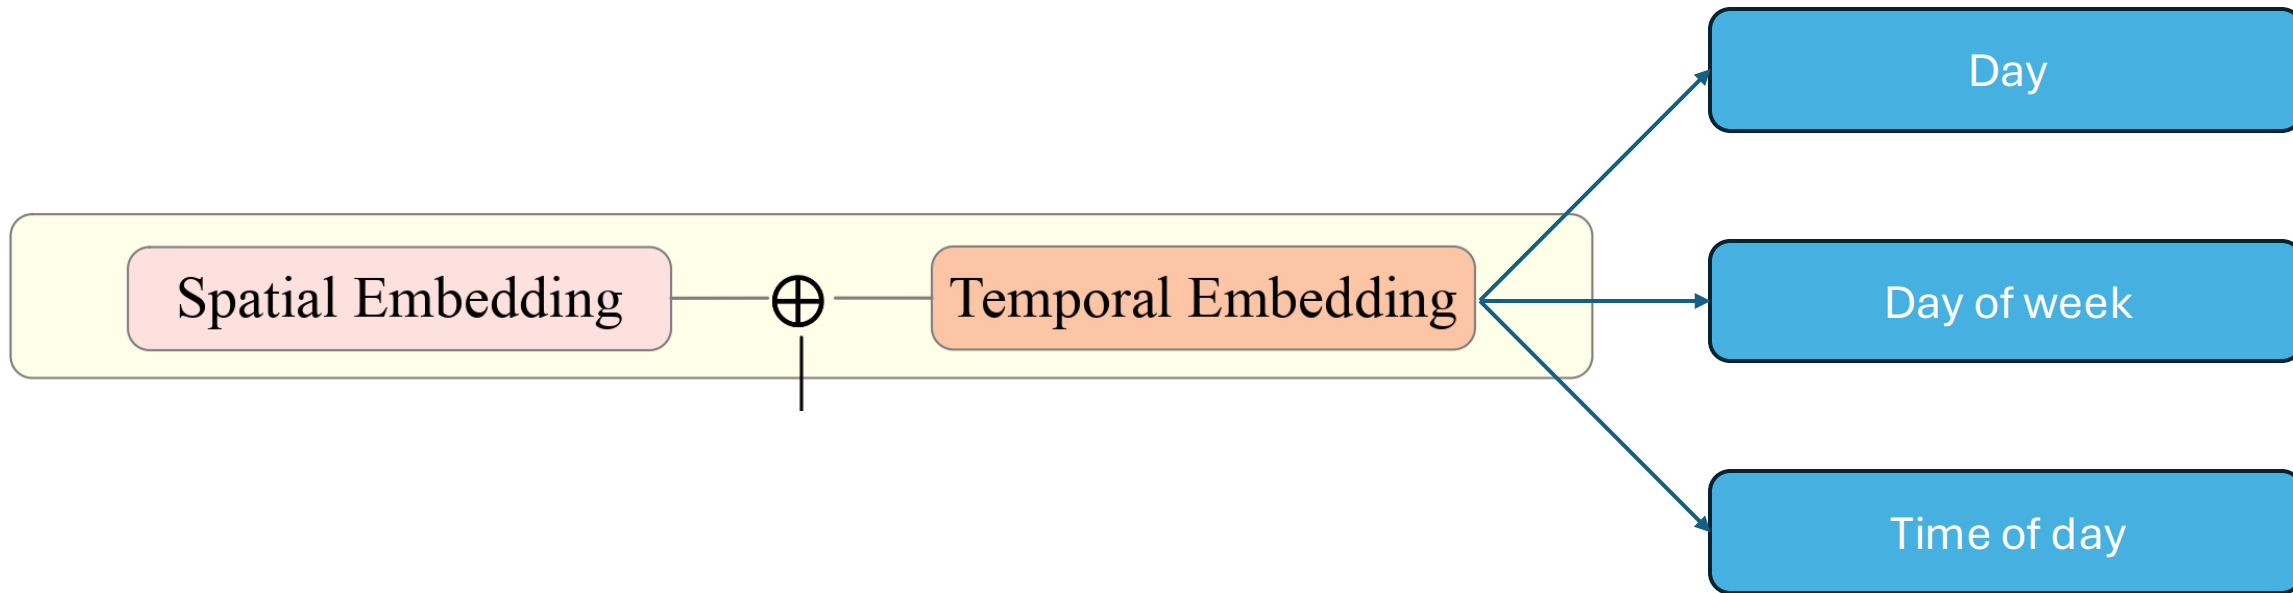 Day
Spatial Embedding
Temporal Embedding
Day of week
Time of day